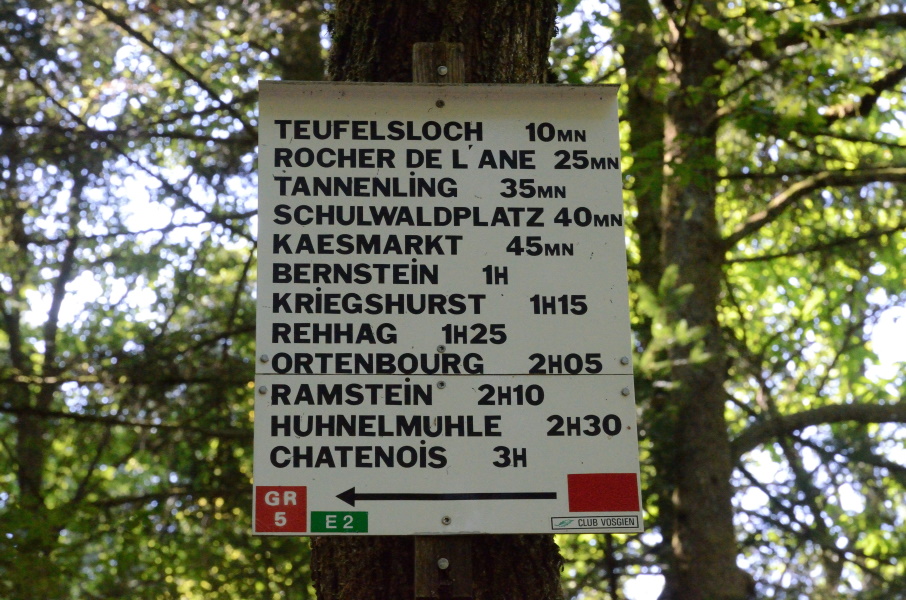 TEUFELSLOCH 10MN
ROCHER DE L'ANE 25MN
TANNENLiNG 35MN
SCHULWALDPLATZ 40MN
KAESMARKT 45MN
BERNSTEiN 1H
KRiEGSHURST 1H15
REHHAG 1H25
ORTENBOURG 2H05
RAMSTEiN 2H10
HUHNELMUHLE 2H30
CHATENOiS 3H
GR
5
E 2
CLUB VOSGIEN